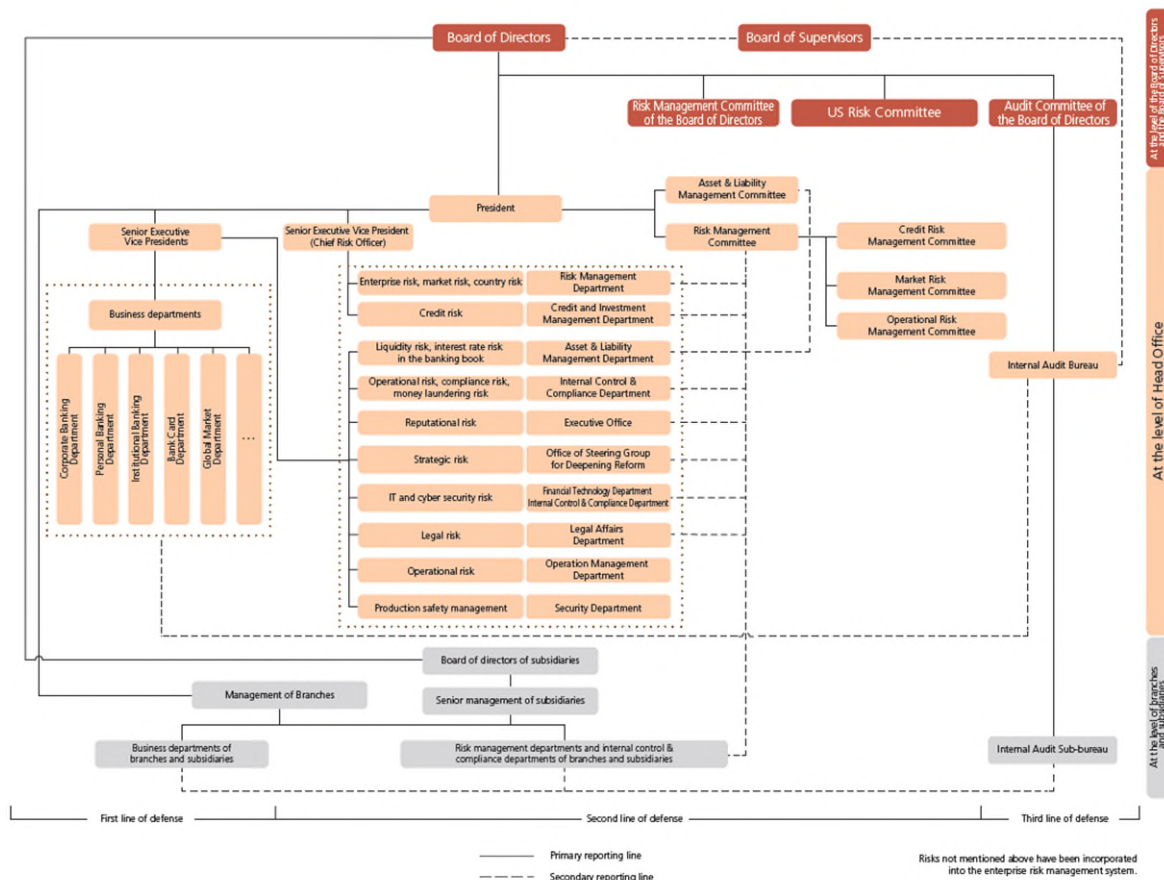 Board of Directors
Board of Supervisors
Risk Management Committee
of the Board of Directors
US Risk Committee
Audit Committee of
the Board of Directors
At the level of the Board of Directors
and the Board of Supervisors
President
Asset & Liability
Management Committee
Risk Management
Committee
Senior Executive
Vice Presidents
Senior Executive Vice President
(Chief Risk Officer)
Credit Risk
Management Committee
Market Risk
Management Committee
Operational Risk
Management Committee
Business departments
Corporate Banking
Department
Personal Banking
Department
Institutional Banking
Department
Bank Card
Department
Global Market
Department
...
Enterprise risk, market risk, country risk
Risk Management
Department
Credit risk
Credit and Investment
Management Department
Liquidity risk, interest rate risk
in the banking book
Asset & Liability
Management Department
Operational risk, compliance risk,
money laundering risk
Internal Control &
Compliance Department
Reputational risk
Executive Office
Strategic risk
Office of Steering Group
for Deepening Reform
IT and cyber security risk
Financial Technology Department
Internal Control & Compliance Department
Legal risk
Legal Affairs
Department
Operational risk
Operation Management
Department
Production safety management
Security Department
Internal Audit Bureau
At the level of Head Office
Board of directors of subsidiaries
Management of Branches
Senior management of subsidiaries
Business departments of
branches and subsidiaries
Risk management departments and internal control &
compliance departments of branches and subsidiaries
Internal Audit Sub-bureau
At the level of branches
and subsidiaries
First line of defense
Second line of defense
Third line of defense
Primary reporting line
Secondary reporting line
Risks not mentioned above have been incorporated
into the enterprise risk management system.